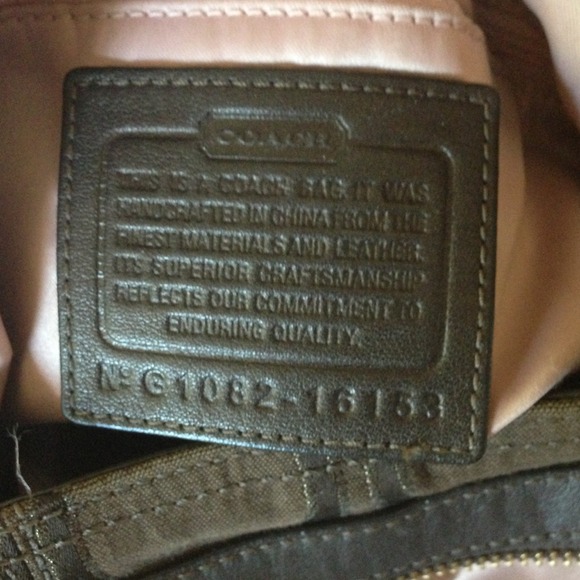 COACH
THIS IS A COACH BAG. IT WAS
HANDCRAFTED IN CHINA FROM THE
FINEST MATERIALS AND LEATHER.
ITS SUPERIOR CRAFTSMANSHIP
REFLECTS OUR COMMITMENT TO
ENDURING QUALITY.
Nº G1082-16153